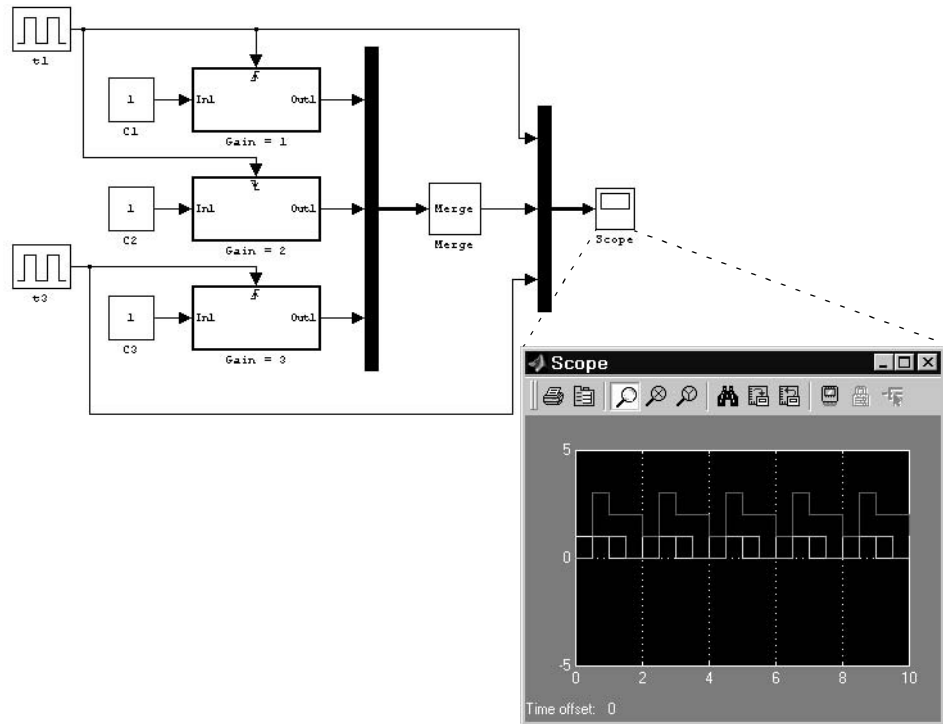 t1
1
C1
In1
Out1
Gain = 1
1
C2
In1
Out1
Gain = 2
t3
1
C3
In1
Out1
Gain = 3
Merge
Merge
Scope
Scope
5
0
-5
0 2 4 6 8 10
Time offset: 0